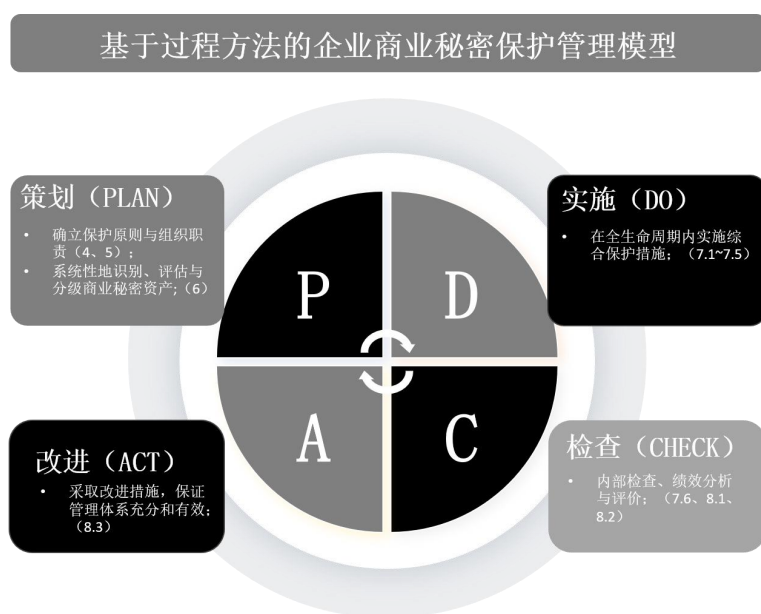 基于过程方法的企业商业秘密保护管理模型
策划（PLAN）
• 确立保护原则与组织职
责（4、5）；
• 系统性地识别、评估与
分级商业秘密资产;（6）
实施（DO）
• 在全生命周期内实施综
合保护措施；（7.1~7.5）
P
D
A
C
改进（ACT）
• 采取改进措施，保证
管理体系充分和有效;
（8.3）
检查（CHECK）
• 内部检查、绩效分析
与评价；（7.6、8.1、
8.2）